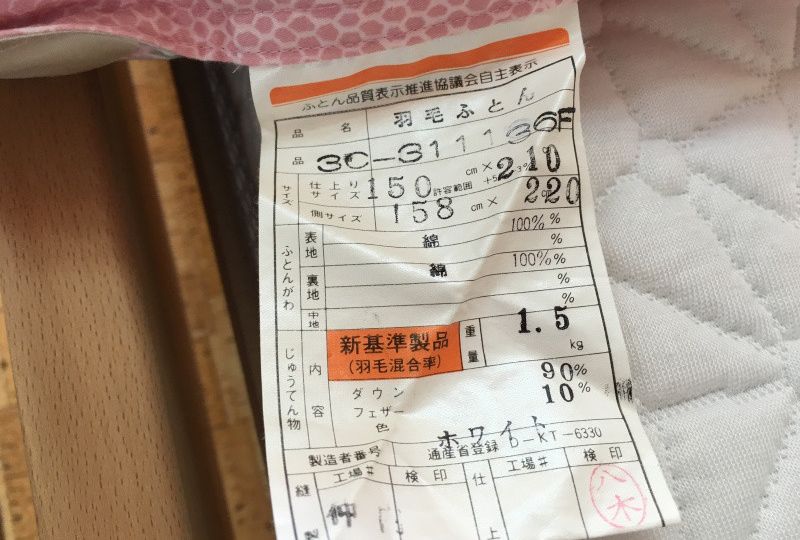 ふとん品質表示推進協議会自主表示
品名 羽毛ふとん
品 3C-311136F
サイズ 仕上りサイズ 150 許容範囲 cm × 210
側サイズ 158 cm × 220
ふとんがわ 表地 綿 100%%
%
裏地 綿 100%%
%
中地 %
じゅうてん物 内容 新基準製品 (羽毛混合率) 重量 1.5 kg
ダウン 90%
フェザー 10%
色 ホワイト
製造者番号 通産省登録 D-KT-6330
縫 工場# 検印 仕上 工場# 検印
八木